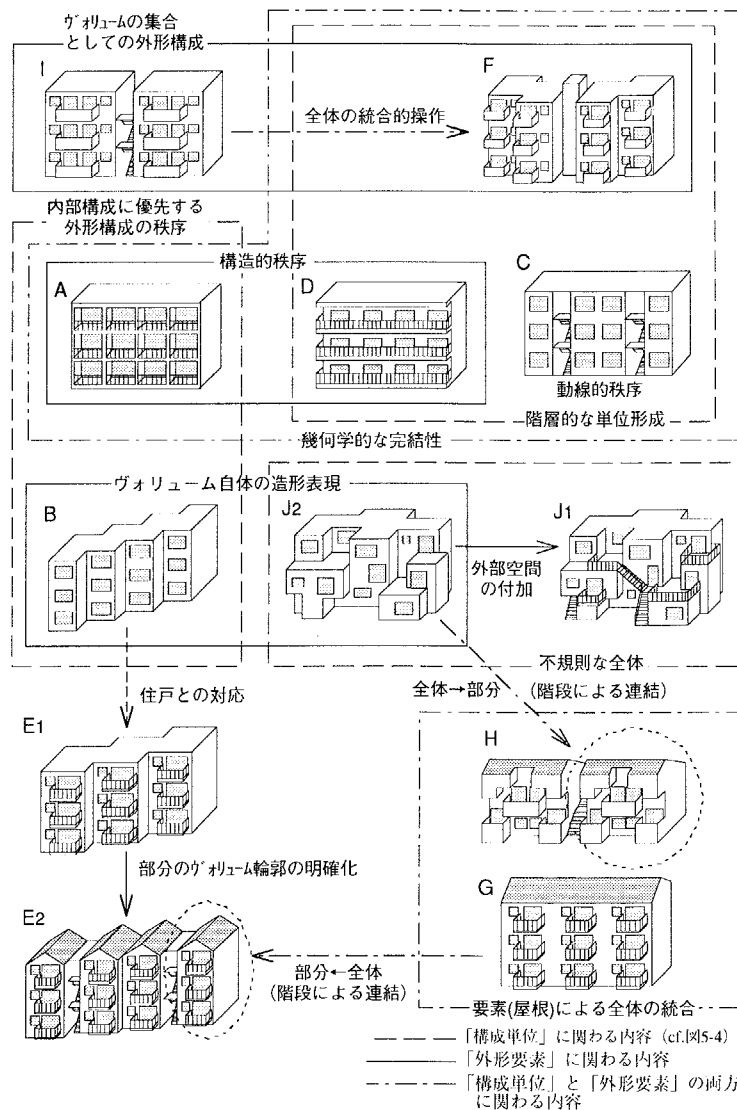 ヴォリュームの集合
としての外形構成
I
F
全体の統合的操作
内部構成に優先する
外形構成の秩序
構造的秩序
A
D
C
動線的秩序
階層的な単位形成
幾何学的な完結性
ヴォリューム自体の造形表現
B
J2
J1
外部空間
の付加
不規則な全体
住戸との対応
全体→部分 (階段による連結)
E1
H
部分のヴォリューム輪郭の明確化
G
E2
部分←全体
(階段による連結)
要素(屋根)による全体の統合
「構成単位」に関わる内容 (cf.図5-4)
「外形要素」に関わる内容
「構成単位」と「外形要素」の両方
に関わる内容